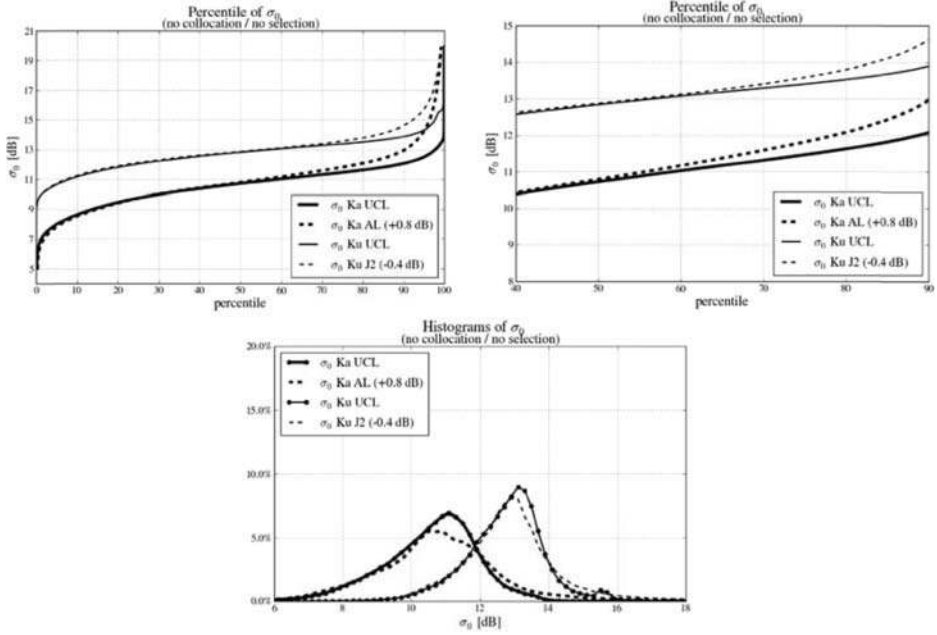 Percentile of σ₀
(no collocation / no selection)
21
19
17
15
13
11
9
7
5
σ₀ [dB]
σ₀ Ka UCL
σ₀ Ka AL (+0.8 dB)
σ₀ Ku UCL
σ₀ Ku J2 (-0.4 dB)
0 10 20 30 40 50 60 70 80 90 100
percentile
Percentile of σ₀
(no collocation / no selection)
15
14
13
12
11
10
9
8
σ₀ [dB]
σ₀ Ka UCL
σ₀ Ka AL (+0.8 dB)
σ₀ Ku UCL
σ₀ Ku J2 (-0.4 dB)
40 50 60 70 80 90
percentile
Histograms of σ₀
(no collocation / no selection)
20.0%
15.0%
10.0%
5.0%
0.0%
σ₀ Ka UCL
σ₀ Ka AL (+0.8 dB)
σ₀ Ku UCL
σ₀ Ku J2 (-0.4 dB)
6 8 10 12 14 16 18
σ₀ [dB]